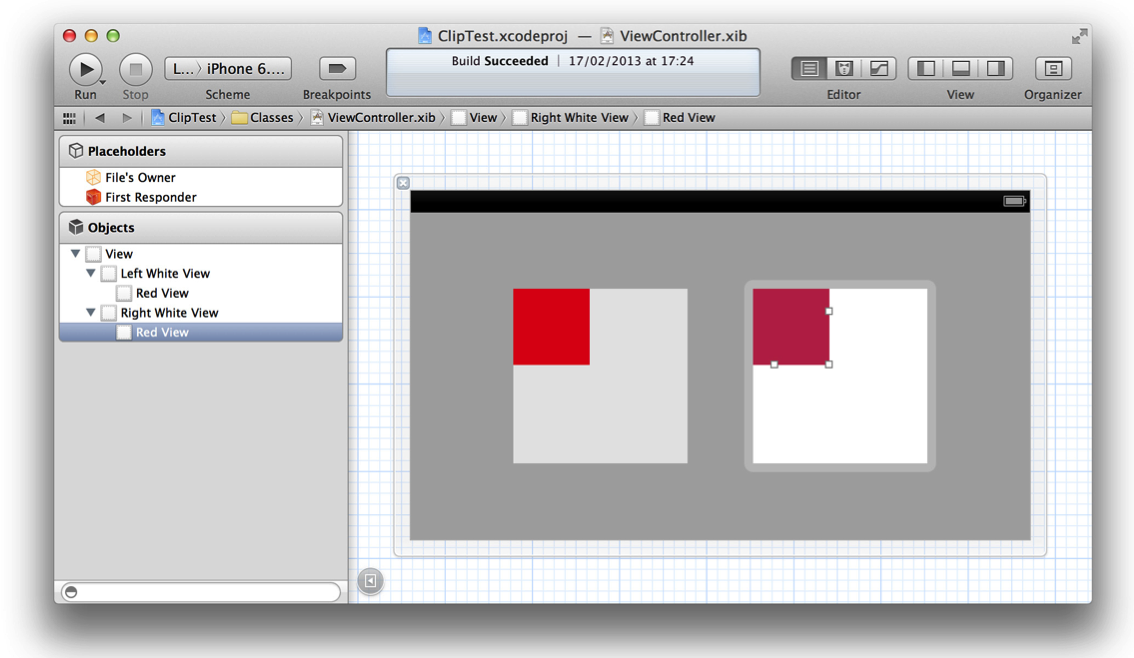 ClipTest.xcodeproj — ViewController.xib
Build Succeeded | 17/02/2013 at 17:24
L...〉iPhone 6....
Run Stop Scheme Breakpoints Editor View Organizer
ClipTest 〉 Classes 〉 ViewController.xib 〉 View 〉 Right White View 〉 Red View
Placeholders
File's Owner
First Responder
Objects
View
Left White View
Red View
Right White View
Red View